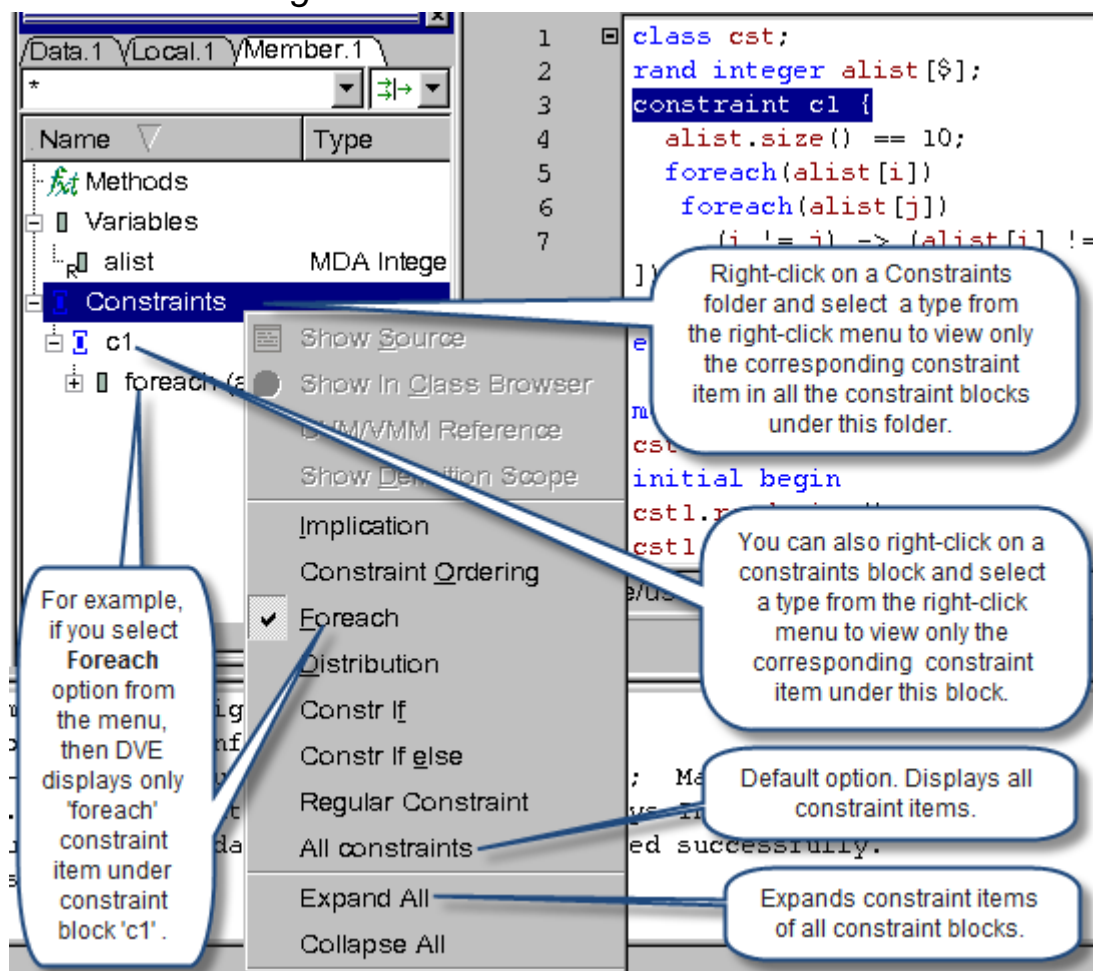 Data.1 Local.1 Member.1
*
Name Type
Methods
Variables
alist MDA Intege
Constraints
c1
foreach (a
1 class cst;
2 rand integer alist[$];
3 constraint c1 {
4 alist.size() == 10;
5 foreach(alist[i])
6 foreach(alist[j])
7 (i != j) -> (alist[i] !=
])
Show Source
Show In Class Browser
OVM/VMM Reference
Show Definition Scope
Implication
Constraint Ordering
Foreach
Distribution
Constr If
Constr If else
Regular Constraint
All constraints
Expand All
Collapse All
Right-click on a Constraints
folder and select a type from
the right-click menu to view only
the corresponding constraint
item in all the constraint blocks
under this folder.
initial begin
cst1.
cst1
You can also right-click on a
constraints block and select
a type from the right-click
menu to view only the
corresponding constraint
item under this block.
For example,
if you select
Foreach
option from
the menu,
then DVE
displays only
'foreach'
constraint
item under
constraint
block 'c1' .
; Ma
ed successfully.
Default option. Displays all
constraint items.
Expands constraint items
of all constraint blocks.